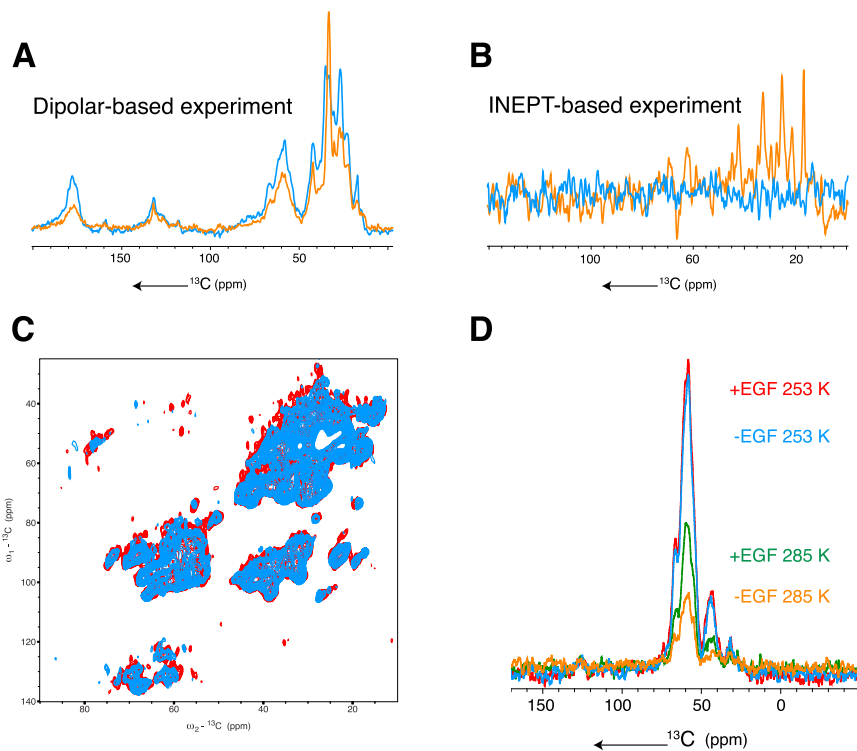 A
Dipolar-based experiment
150
100
50
¹³C (ppm)
B
INEPT-based experiment
100
60
20
¹³C (ppm)
C
40
60
80
100
120
140
ω₁ - ¹³C (ppm)
80
60
40
20
ω₂ - ¹³C (ppm)
D
+EGF 253 K
-EGF 253 K
+EGF 285 K
-EGF 285 K
150
100
50
0
¹³C (ppm)